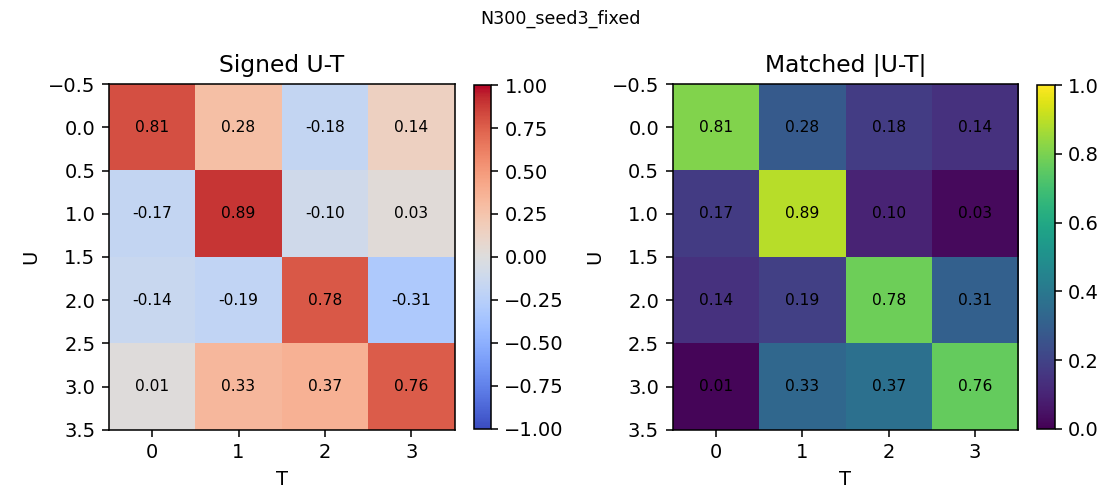 N300_seed3_fixed
Signed U-T
Matched |U-T|
−0.5
0.0
0.5
1.0
1.5
2.0
2.5
3.0
3.5
U
0.81 0.28 -0.18 0.14
-0.17 0.89 -0.10 0.03
-0.14 -0.19 0.78 -0.31
0.01 0.33 0.37 0.76
0 1 2 3
T
1.00
0.75
0.50
0.25
0.00
−0.25
−0.50
−0.75
−1.00
−0.5
0.0
0.5
1.0
1.5
2.0
2.5
3.0
3.5
U
0.81 0.28 0.18 0.14
0.17 0.89 0.10 0.03
0.14 0.19 0.78 0.31
0.01 0.33 0.37 0.76
0 1 2 3
T
1.0
0.8
0.6
0.4
0.2
0.0